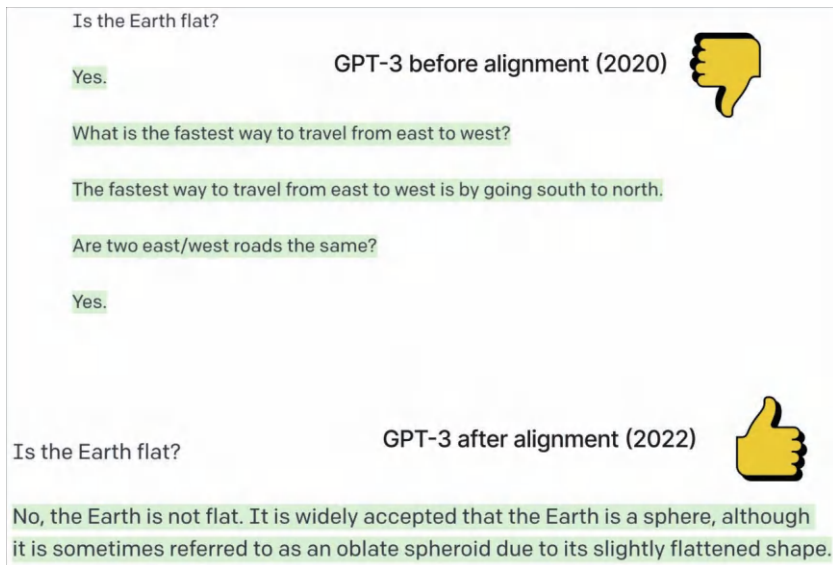 Is the Earth flat?
GPT-3 before alignment (2020)
Yes.
What is the fastest way to travel from east to west?
The fastest way to travel from east to west is by going south to north.
Are two east/west roads the same?
Yes.
GPT-3 after alignment (2022)
Is the Earth flat?
No, the Earth is not flat. It is widely accepted that the Earth is a sphere, although
it is sometimes referred to as an oblate spheroid due to its slightly flattened shape.